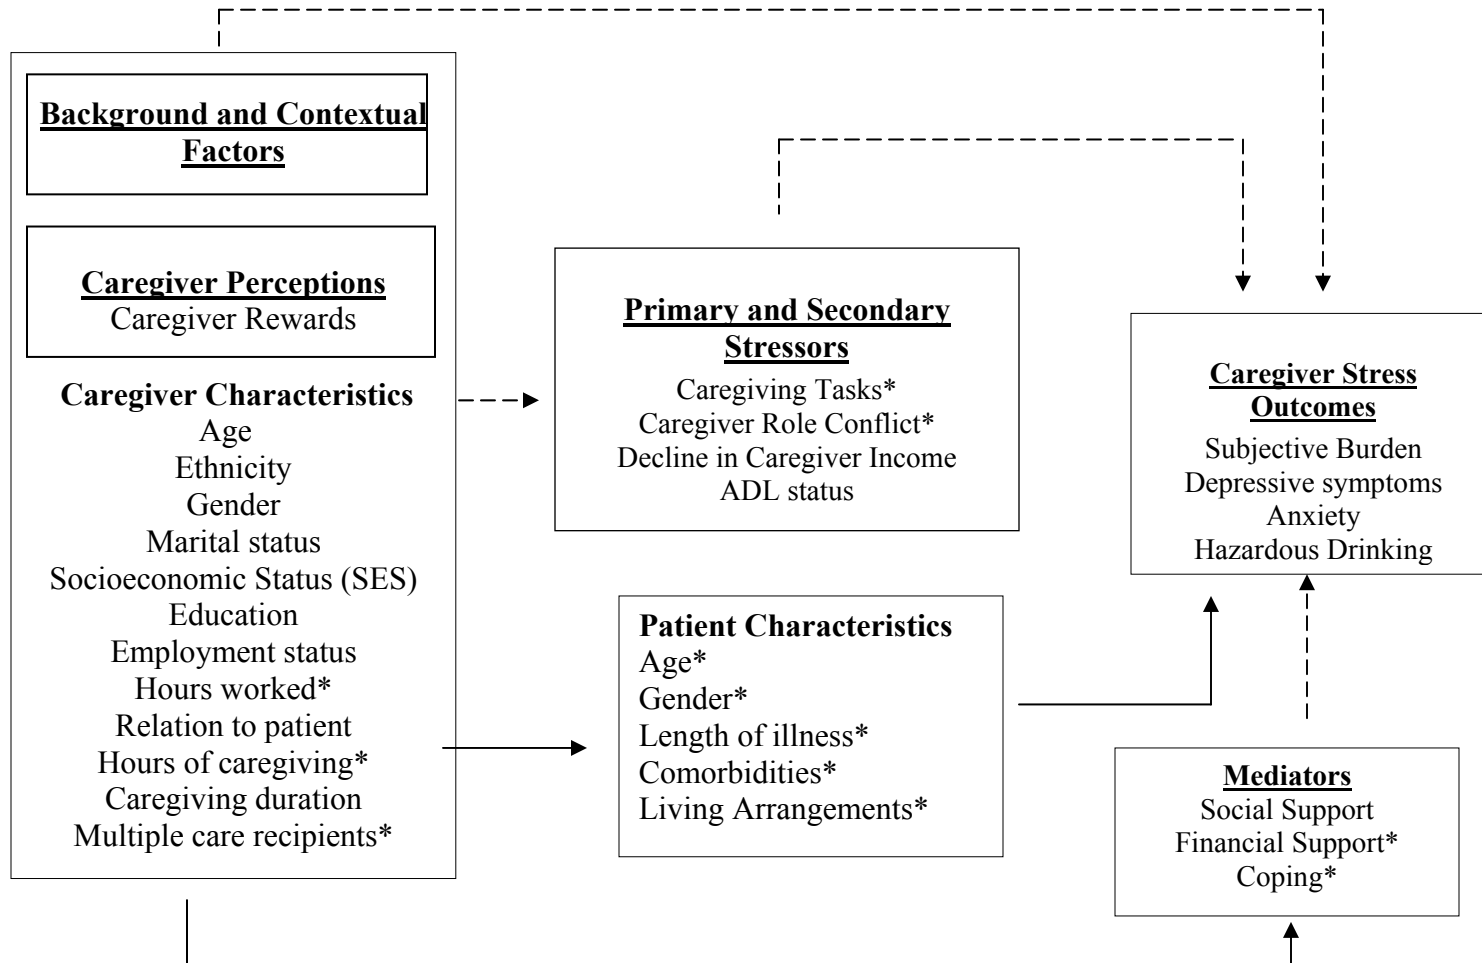 Background and Contextual
Factors
Caregiver Perceptions
Caregiver Rewards
Caregiver Characteristics
Age
Ethnicity
Gender
Marital status
Socioeconomic Status (SES)
Education
Employment status
Hours worked*
Relation to patient
Hours of caregiving*
Caregiving duration
Multiple care recipients*
Primary and Secondary
Stressors
Caregiving Tasks*
Caregiver Role Conflict*
Decline in Caregiver Income
ADL status
Patient Characteristics
Age*
Gender*
Length of illness*
Comorbidities*
Living Arrangements*
Caregiver Stress
Outcomes
Subjective Burden
Depressive symptoms
Anxiety
Hazardous Drinking
Mediators
Social Support
Financial Support*
Coping*